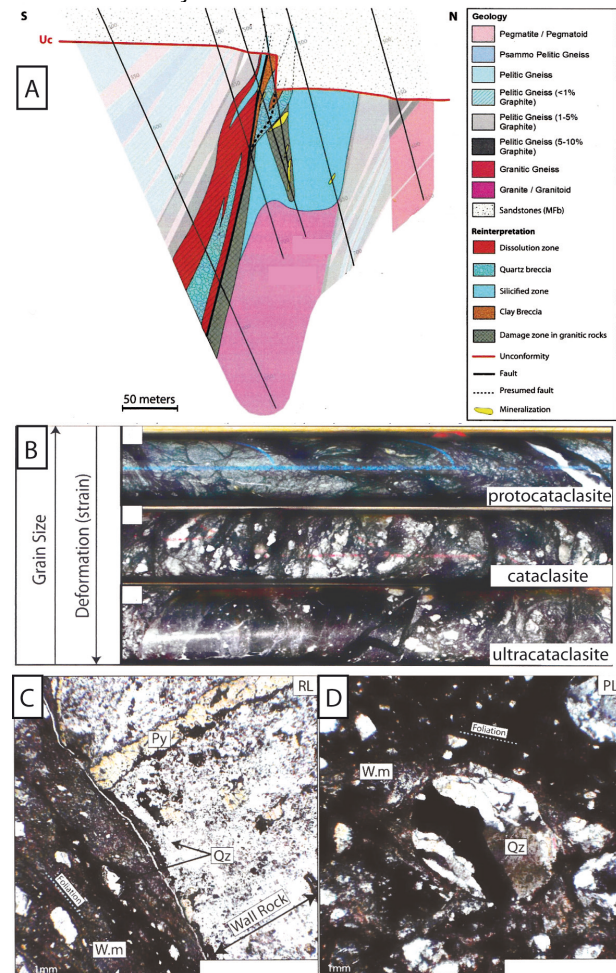 S
N
Uc
A
50 meters
Geology
Pegmatite / Pegmatoid
Psammo Pelitic Gneiss
Pelitic Gneiss
Pelitic Gneiss (<1%
Graphite)
Pelitic Gneiss (1-5%
Graphite)
Pelitic Gneiss (5-10%
Graphite)
Granitic Gneiss
Granite / Granitoid
Sandstones (MFb)
Reinterpretation
Dissolution zone
Quartz breccia
Silicified zone
Clay Breccia
Damage zone in granitic rocks
Unconformity
Fault
Presumed fault
Mineralization
B
Grain Size
Deformation (strain)
protocataclasite
cataclasite
ultracataclasite
C
RL
Py
Qz
Foliation
Wall Rock
W.m
1mm
D
PL
Foliation
W.m
Qz
1mm